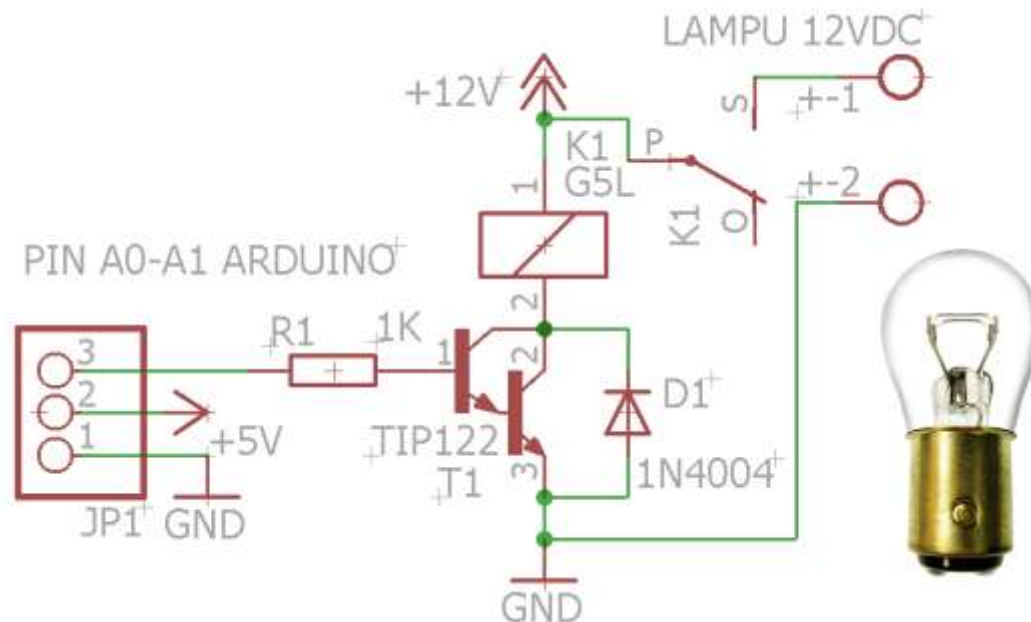 LAMPU 12VDC
+12V
K1
G5L
1
2
P
S
O
K1
+-1
+-2
PIN A0-A1 ARDUINO
3
2
1
+5V
GND
JP1
R1
1K
1
2
3
TIP122
T1
D1
1N4004
GND